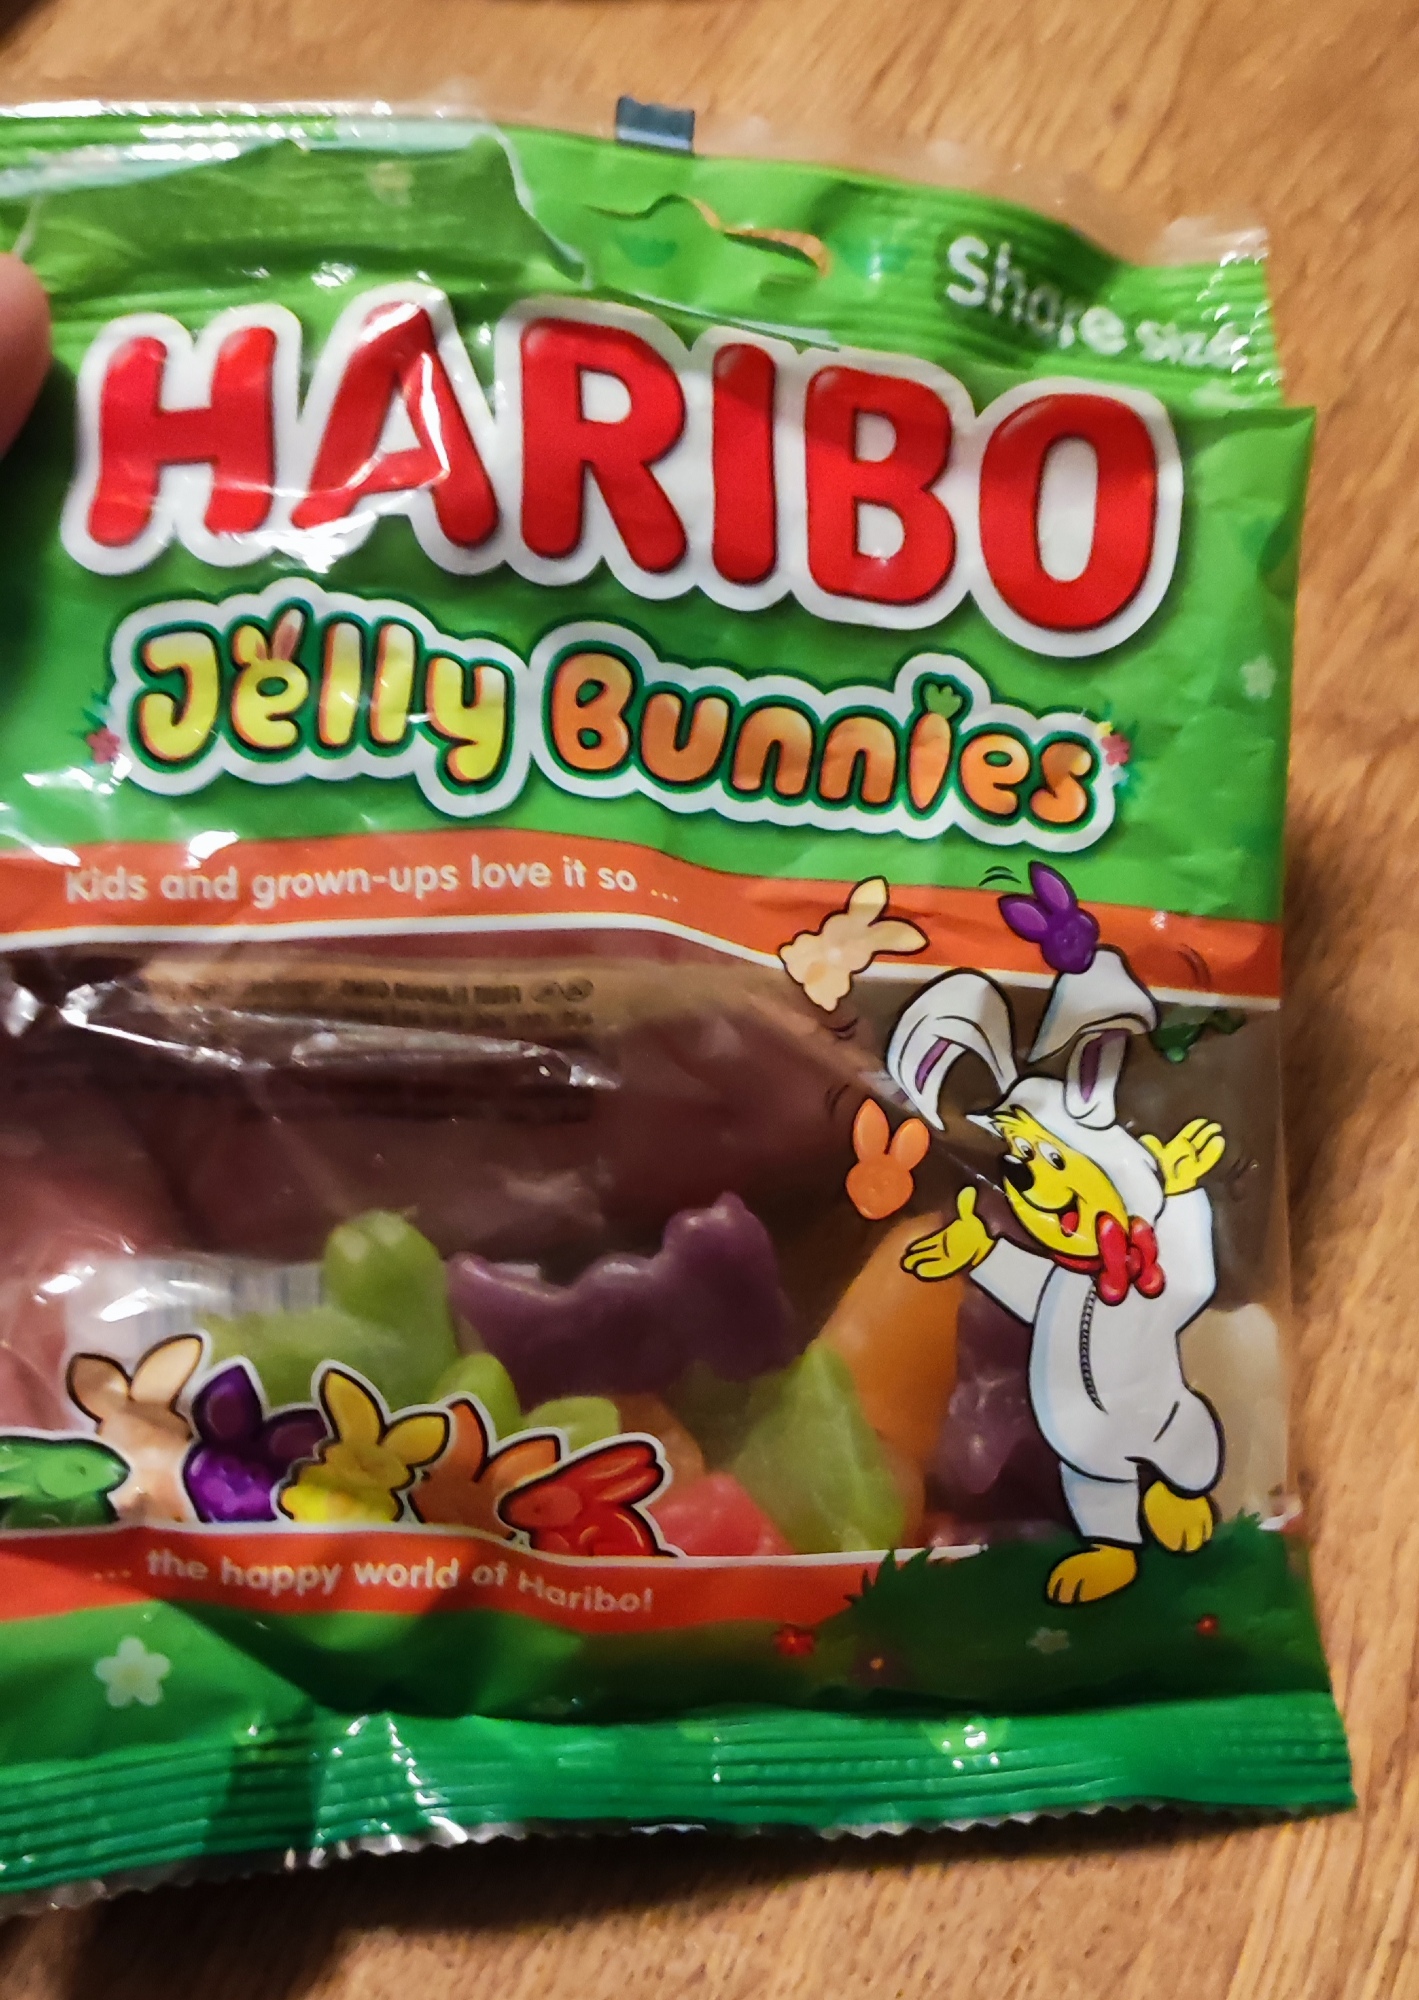 Share size
HARIBO
Jelly Bunnies
Kids and grown-ups love it so ...
... the happy world of Haribo!